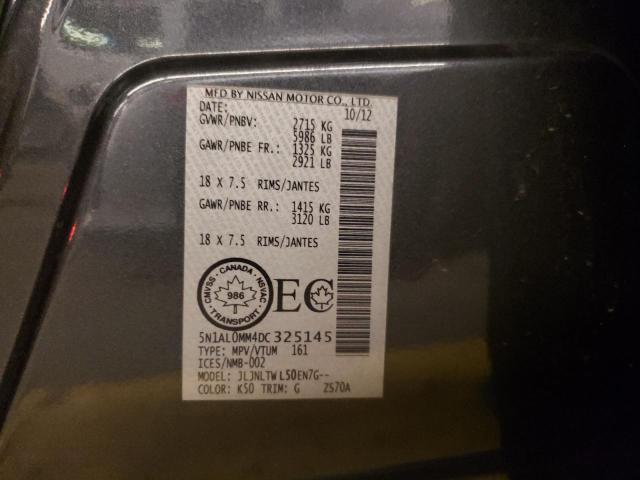 MFD BY NISSAN MOTOR CO., LTD.
DATE: 10/12
GVWR/PNBV: 2715 KG
5986 LB
GAWR/PNBE FR.: 1325 KG
2921 LB
18 X 7.5 RIMS/JANTES
GAWR/PNBE RR.: 1415 KG
3120 LB
18 X 7.5 RIMS/JANTES
CANADA
CMVSS · NSVAC
986
TRANSPORT
EC
5N1AL0MM4DC325145
TYPE: MPV/VTUM 161
ICES/NMB-002
MODEL: JLJNLTWL50EN7G--
COLOR: K50 TRIM: G ZS70A